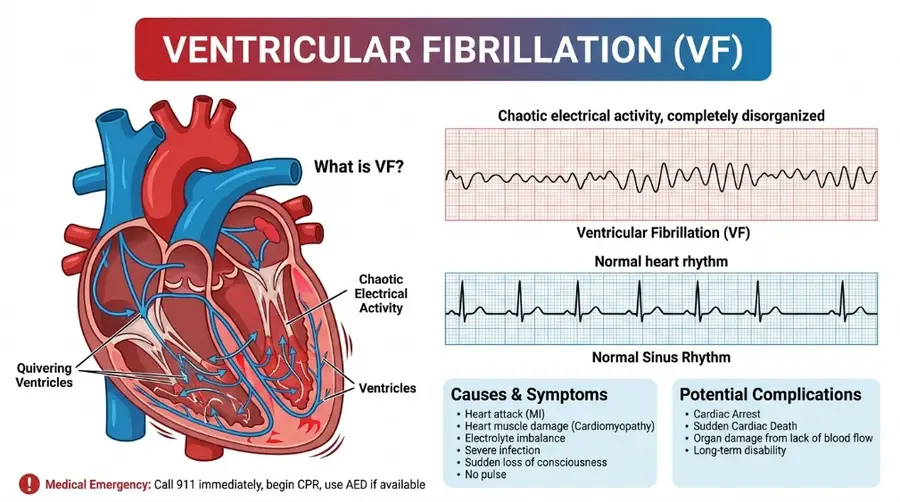 VENTRICULAR FIBRILLATION (VF)
What is VF?
Chaotic
Electrical
Activity
Quivering
Ventricles
Ventricles
Medical Emergency: Call 911 immediately, begin CPR, use AED if available
Chaotic electrical activity, completely disorganized
Ventricular Fibrillation (VF)
Normal heart rhythm
Normal Sinus Rhythm
Causes & Symptoms
• Heart attack (MI)
• Heart muscle damage (Cardiomyopathy)
• Electrolyte imbalance
• Severe infection
• Sudden loss of consciousness
• No pulse
Potential Complications
• Cardiac Arrest
• Sudden Cardiac Death
• Organ damage from lack of blood flow
• Long-term disability